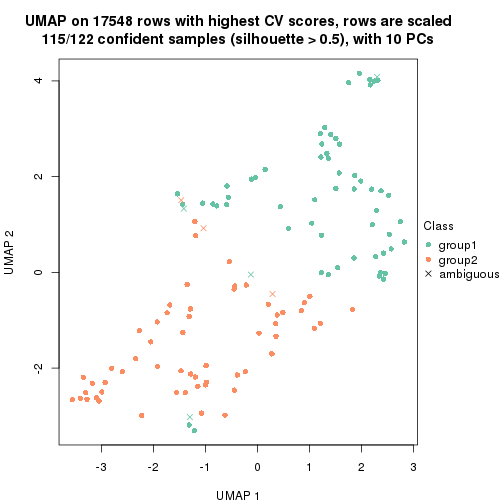 UMAP on 17548 rows with highest CV scores, rows are scaled
115/122 confident samples (silhouette > 0.5), with 10 PCs
4
2
0
-2
UMAP 2
-3
-2
-1
0
1
2
3
UMAP 1
Class
group1
group2
ambiguous